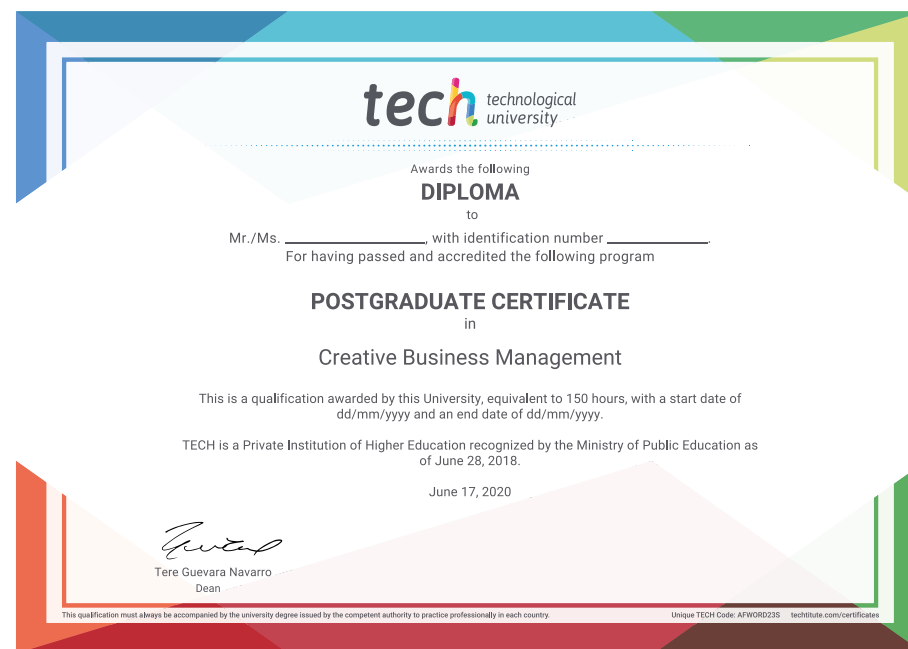 tech technological
university
Awards the following
DIPLOMA
to
Mr./Ms. ____________________, with identification number ______________.
For having passed and accredited the following program
POSTGRADUATE CERTIFICATE
in
Creative Business Management
This is a qualification awarded by this University, equivalent to 150 hours, with a start date of
dd/mm/yyyy and an end date of dd/mm/yyyy.
TECH is a Private Institution of Higher Education recognized by the Ministry of Public Education as
of June 28, 2018.
June 17, 2020
Tere Guevara Navarro
Dean
This qualification must always be accompanied by the university degree issued by the competent authority to practice professionally in each country. Unique TECH Code: AFWORD23S techtitute.com/certificates